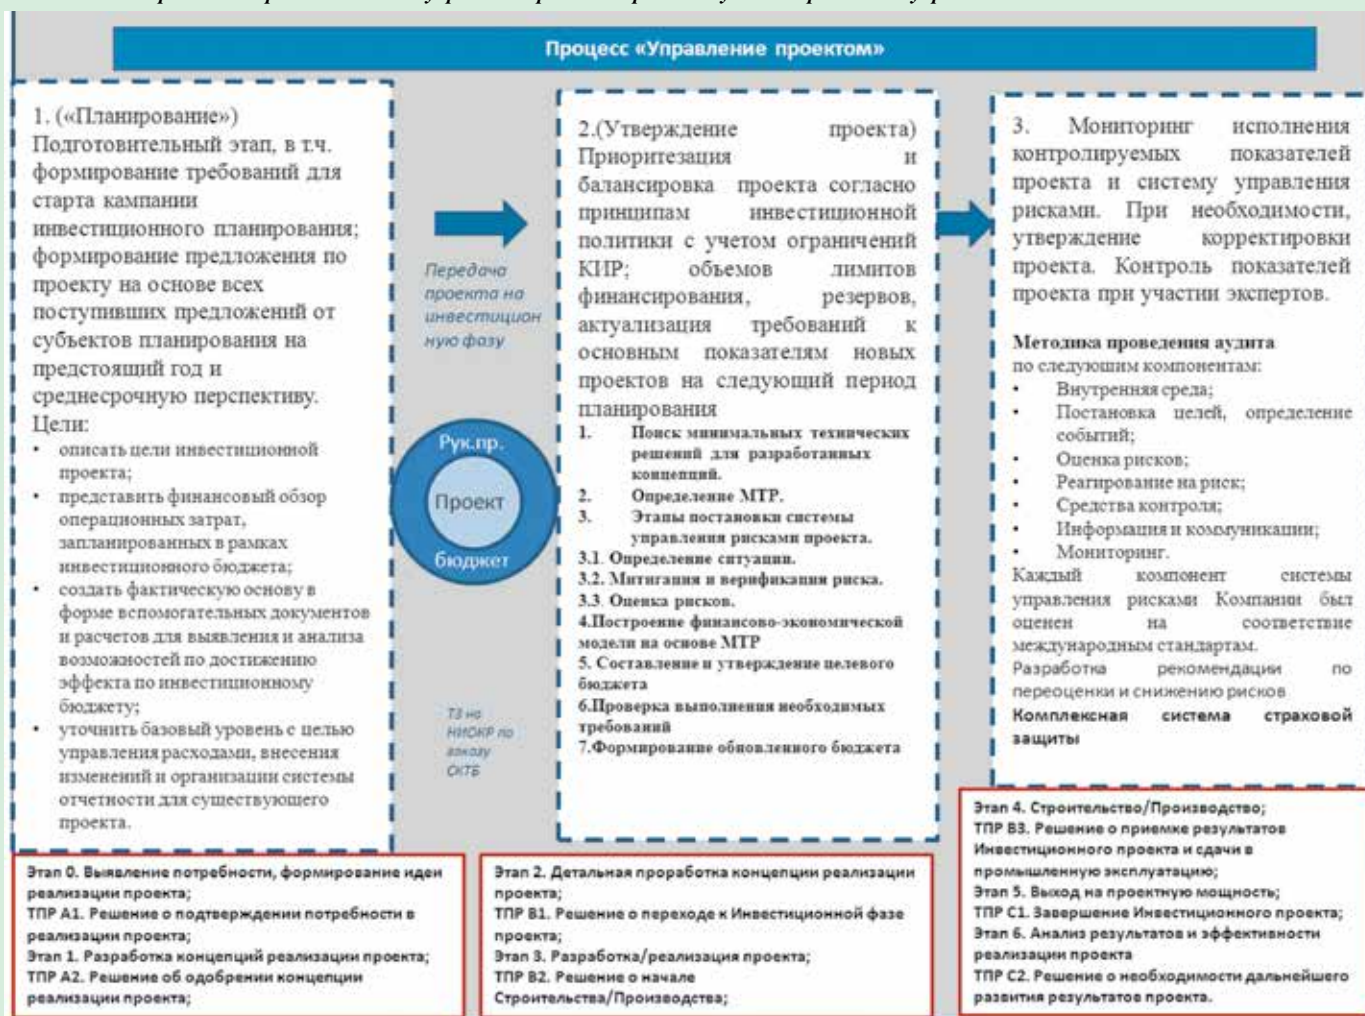 Процесс «Управление проектом»
1. («Планирование»)
Подготовительный этап, в т.ч.
формирование требований для
старта кампании
инвестиционного планирования;
формирование предложения по
проекту на основе всех
поступивших предложений от
субъектов планирования на
предстоящий год и
среднесрочную перспективу.
Цели:
• описать цели инвестиционной
проекта;
• представить финансовый обзор
операционных затрат,
запланированных в рамках
инвестиционного бюджета;
• создать фактическую основу в
форме вспомогательных документов
и расчетов для выявления и анализа
возможностей по достижению
эффекта по инвестиционному
бюджету;
• уточнить базовый уровень с целью
управления расходами, внесения
изменений и организации системы
отчетности для существующего
проекта.
Этап 0. Выявление потребности, формирование идеи
реализации проекта;
ТПР А1. Решение о подтверждении потребности в
реализации проекта;
Этап 1. Разработка концепций реализации проекта;
ТПР А2. Решение об одобрении концепции
реализации проекта;
Передача
проекта на
инвестицион
ную фазу
Рук.пр.
Проект
бюджет
ТЗ на
НИОКР по
заказу
СКТБ
2.(Утверждение проекта)
Приоритезация и
балансировка проекта согласно
принципам инвестиционной
политики с учетом ограничений
КИР; объемов лимитов
финансирования, резервов,
актуализация требований к
основным показателям новых
проектов на следующий период
планирования
1. Поиск минимальных технических
решений для разработанных
концепций.
2. Определение МТР.
3. Этапы постановки системы
управления рисками проекта.
3.1. Определение ситуации.
3.2. Митигация и верификация риска.
3.3. Оценка рисков.
4.Построение финансово-экономической
модели на основе МТР
5. Составление и утверждение целевого
бюджета
6.Проверка выполнения необходимых
требований
7.Формирование обновленного бюджета
Этап 2. Детальная проработка концепции реализации
проекта;
ТПР В1. Решение о переходе к Инвестиционной фазе
проекта;
Этап 3. Разработка/реализация проекта;
ТПР В2. Решение о начале
Строительства/Производства;
3. Мониторинг исполнения
контролируемых показателей
проекта и систему управления
рисками. При необходимости,
утверждение корректировки
проекта. Контроль показателей
проекта при участии экспертов.
Методика проведения аудита
по следующим компонентам:
• Внутренняя среда;
• Постановка целей, определение
событий;
• Оценка рисков;
• Реагирование на риск;
• Средства контроля;
• Информация и коммуникации;
• Мониторинг.
Каждый компонент системы
управления рисками Компании был
оценен на соответствие
международным стандартам.
Разработка рекомендации по
переоценки и снижению рисков
Комплексная система страховой
защиты
Этап 4. Строительство/Производство;
ТПР В3. Решение о приемке результатов
Инвестиционного проекта и сдачи в
промышленную эксплуатацию;
Этап 5. Выход на проектную мощность;
ТПР С1. Завершение Инвестиционного проекта;
Этап 6. Анализ результатов и эффективности
реализации проекта
ТПР С2. Решение о необходимости дальнейшего
развития результатов проекта.